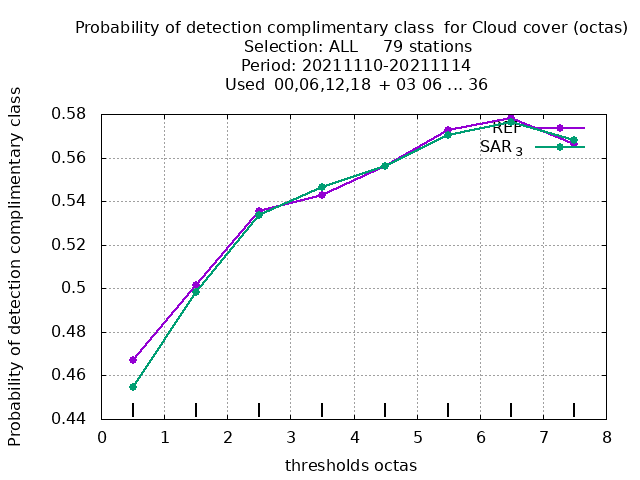 Probability of detection complimentary class  for Cloud cover (octas)
Selection: ALL     79 stations
Period: 20211110-20211114
Used  00,06,12,18 + 03 06 ... 36
Probability of detection complimentary class
0.58
0.56
0.54
0.52
0.5
0.48
0.46
0.44
REF
SAR 3
0 1 2 3 4 5 6 7 8
thresholds octas